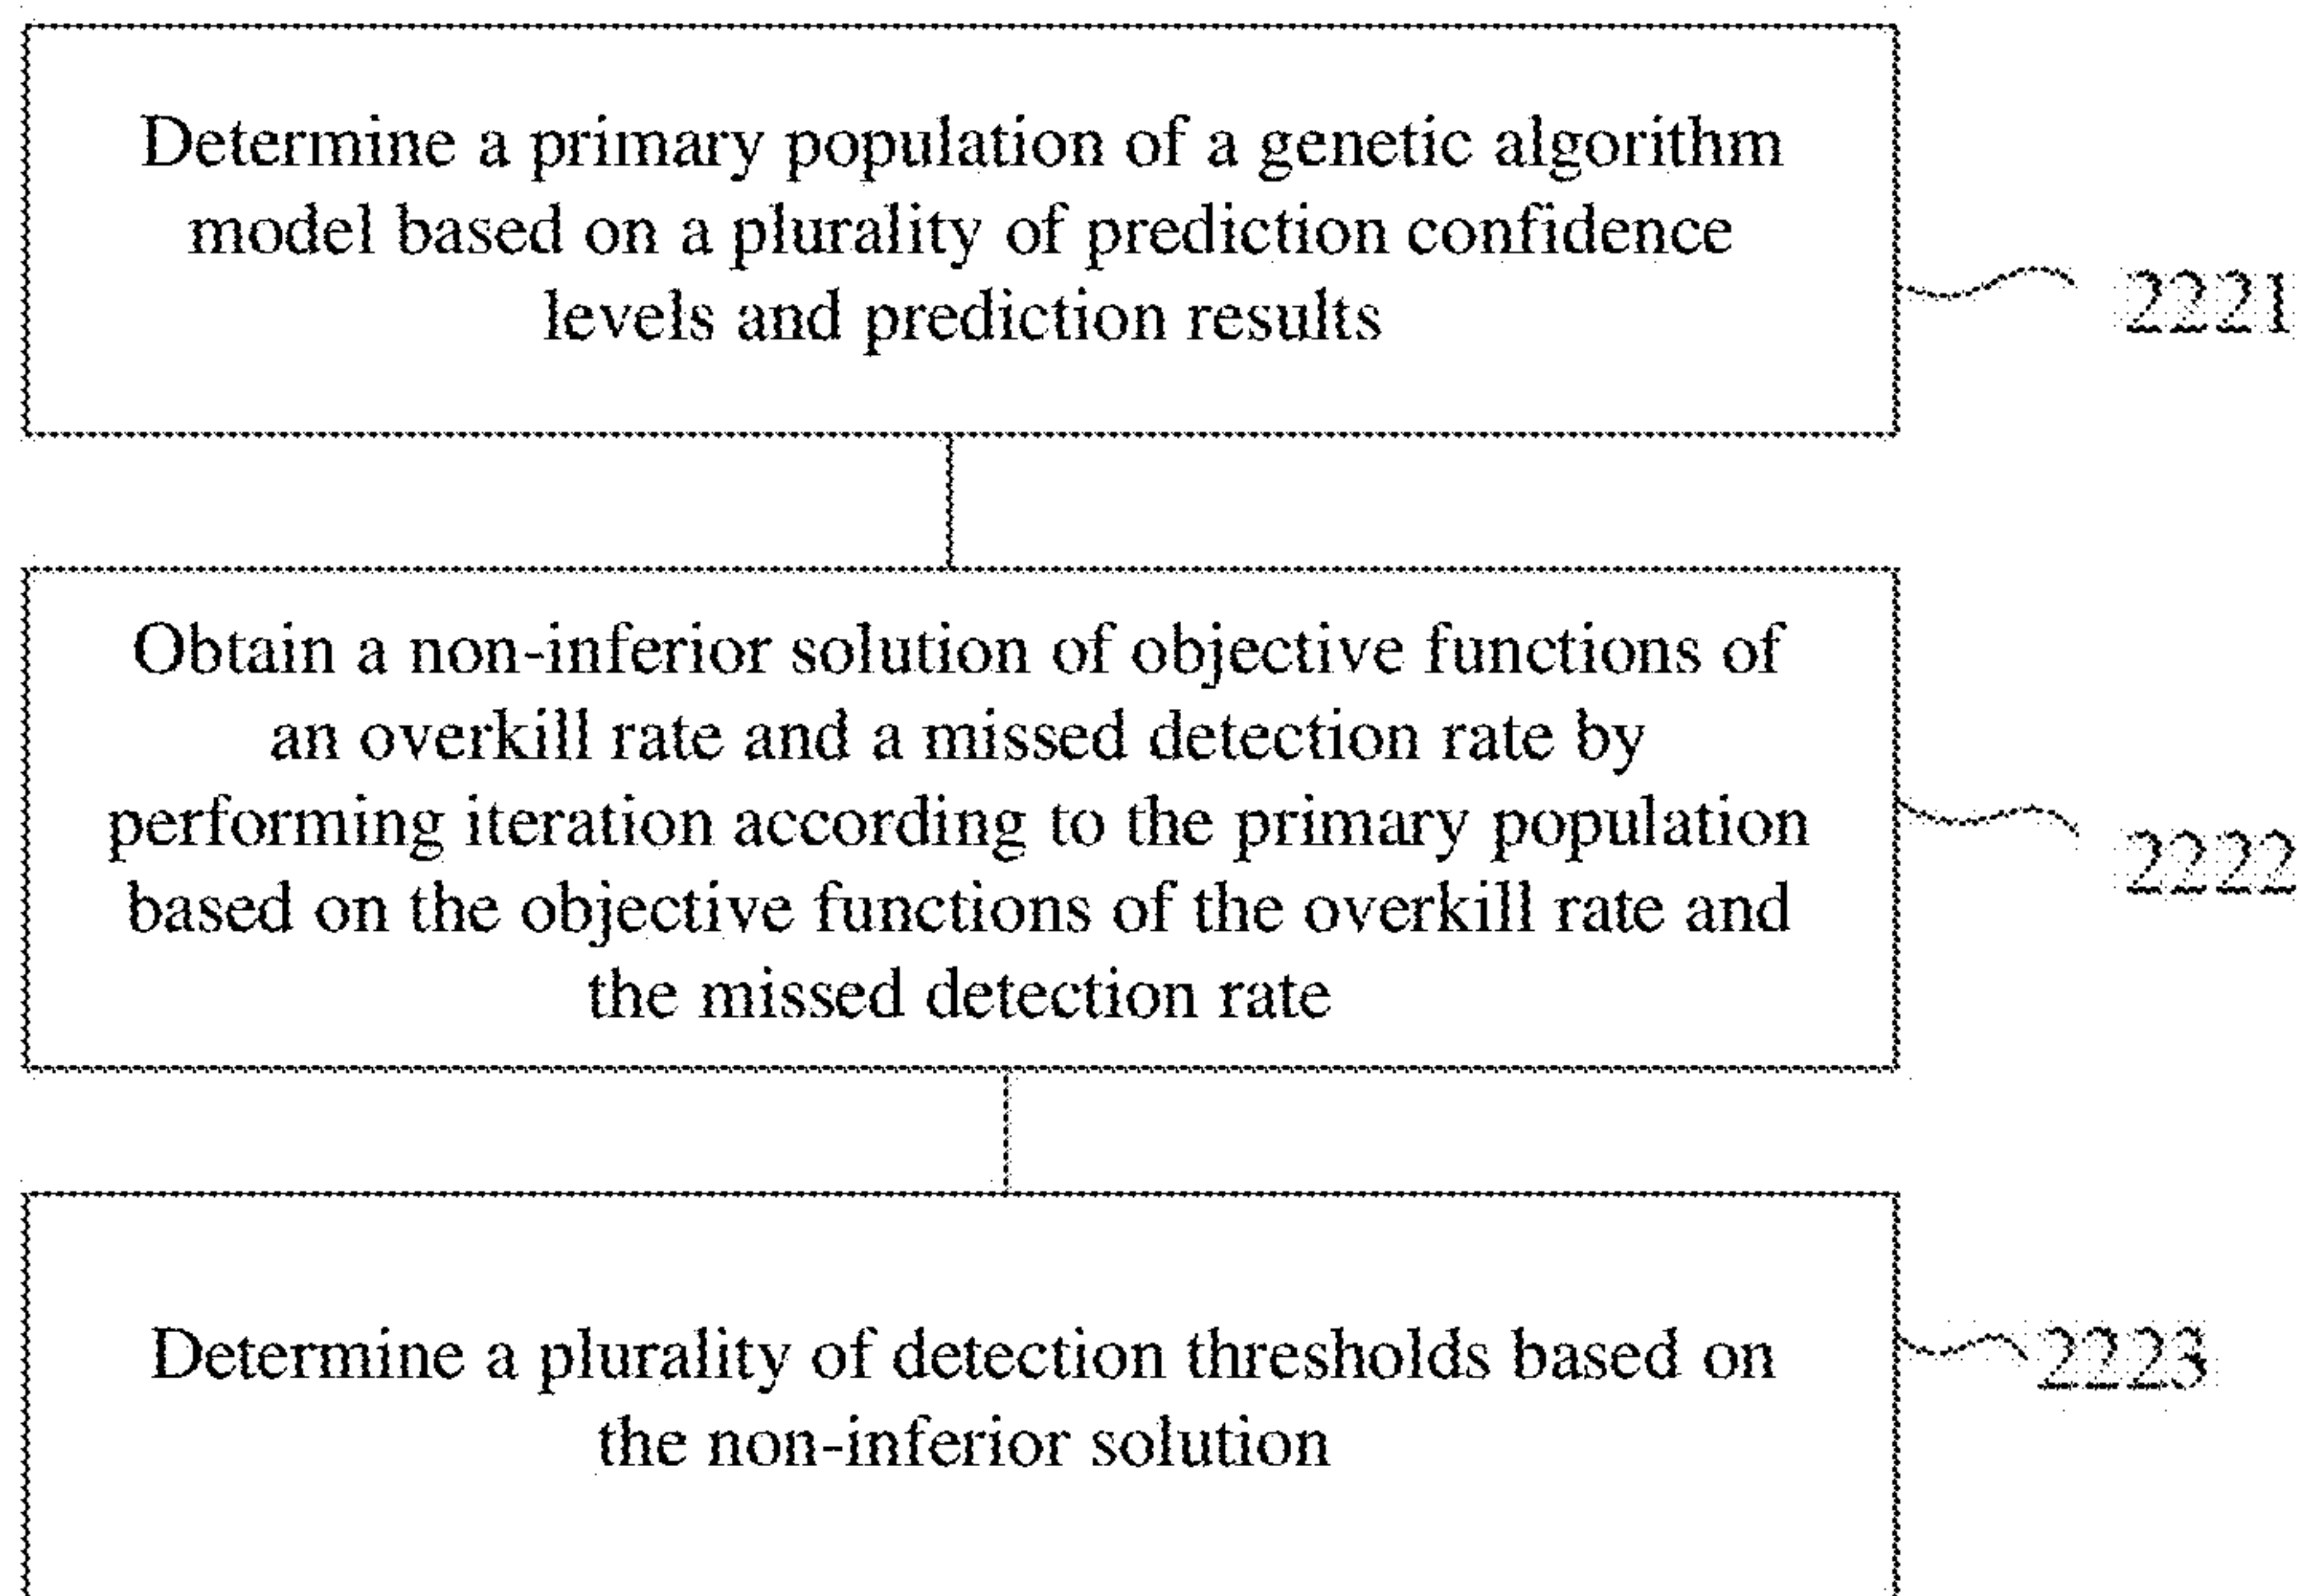 Determine a primary population of a genetic algorithm
model based on a plurality of prediction confidence
levels and prediction results
2221
Obtain a non-inferior solution of objective functions of
an overkill rate and a missed detection rate by
performing iteration according to the primary population
based on the objective functions of the overkill rate and
the missed detection rate
2222
Determine a plurality of detection thresholds based on
the non-inferior solution
2223